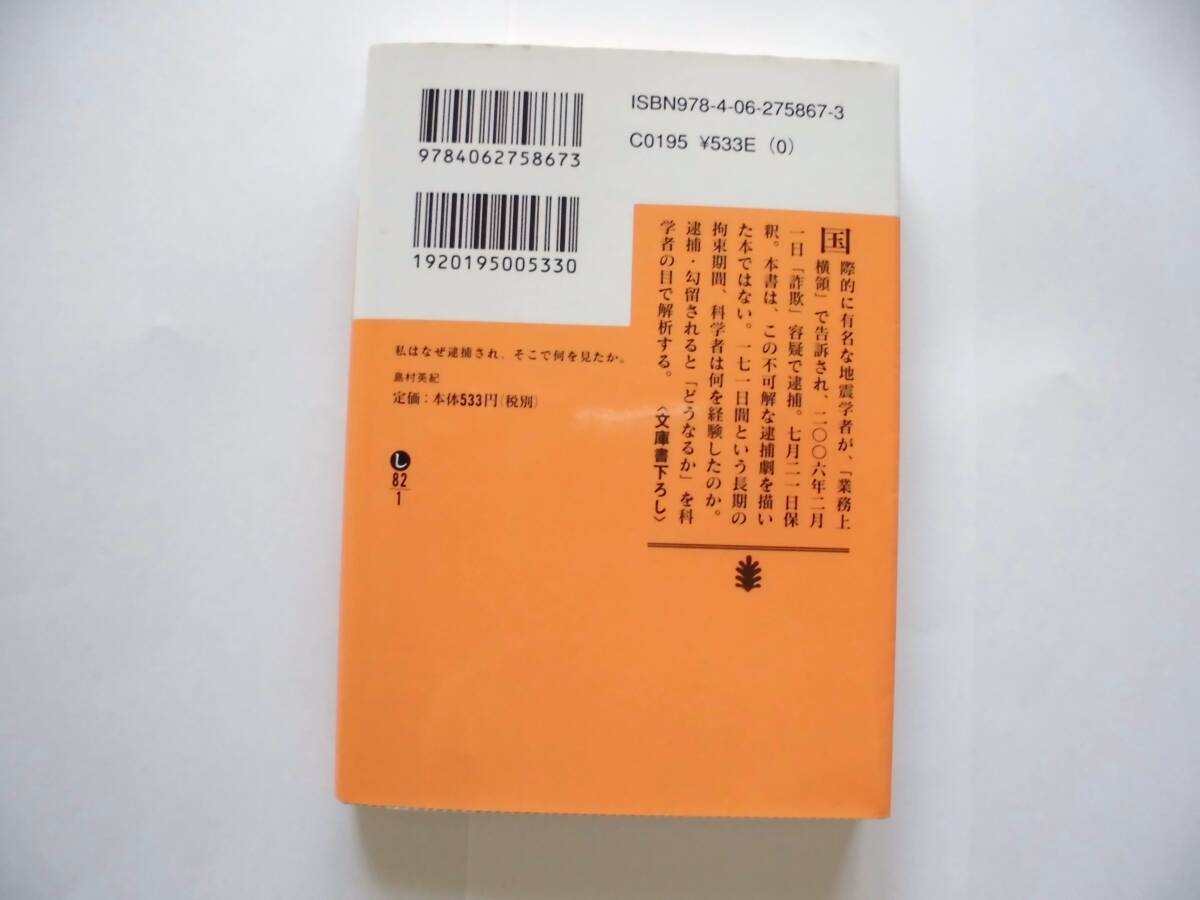 ISBN978-4-06-275867-3
C0195 ¥533E (0)
9784062758673
1920195005330
国際的に有名な地震学者が、「業務上
横領」で告訴され、二〇〇六年二月
一日「詐欺」容疑で逮捕。七月二一日保
釈。本書は、この不可解な逮捕劇を描い
た本ではない。一七一日間という長期の
拘束期間、科学者は何を経験したのか。
逮捕・勾留されると「どうなるか」を科
学者の目で解析する。〈文庫書下ろし〉
私はなぜ逮捕され、そこで何を見たか。
島村英紀
定価：本体533円（税別）
し
82
1